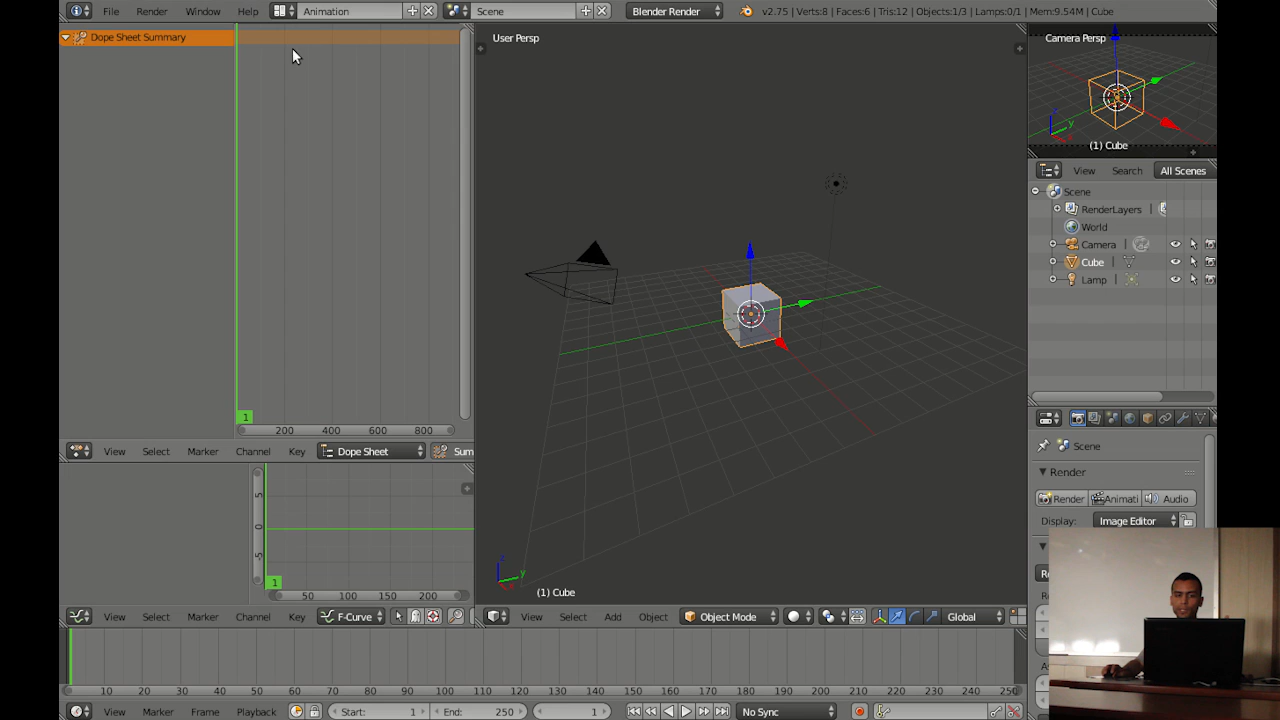 File Render Window Help Animation Scene Blender Render v2.75 | Verts:8 | Faces:6 | Tris:12 | Objects:1/3 | Lamps:0/1 | Mem:9.54M | Cube
Dope Sheet Summary
1
200 400 600 800
View Select Marker Channel Key Dope Sheet Sum
5
0
-5
1
50 100 150 200
View Select Marker Channel Key F-Curve
User Persp
z
y
(1) Cube
View Select Add Object Object Mode Global
Camera Persp
y
(1) Cube
View Search All Scenes
Scene
RenderLayers
World
Camera
Cube
Lamp
Scene
Render
Render Animati Audio
Display: Image Editor
10 20 30 40 50 60 70 80 90 100 110 120 130 140 150 160 170 180 190 200 210 220 230 240 250
View Marker Frame Playback Start: 1 End: 250 1 No Sync